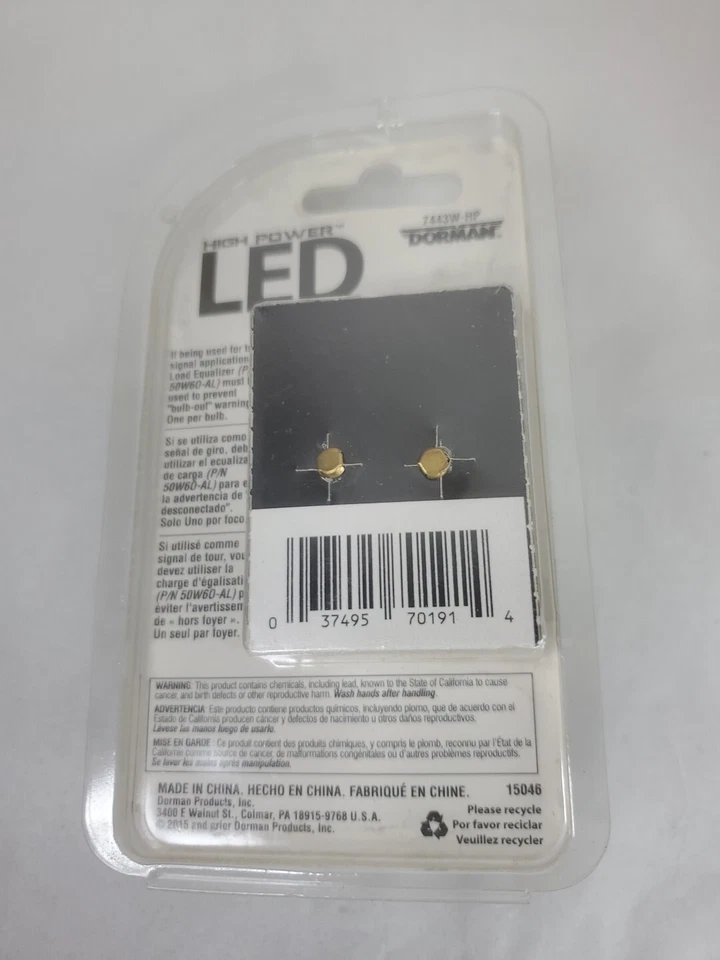 7443W-HP
HIGH POWER™
DORMAN
LED
If being used for
signal application
Load Equalizer
50W60-AL) must
used to prevent
"bulb-out" warning
One per bulb.
Si se utiliza como
señal de giro,
utilizar el
de carga (P/N
50W60-AL) para
la advertencia de
desconectado".
Solo Uno por foco
Si utilisé comme
signal de tour,
devez utiliser la
charge
(P/N 50W60-AL)
éviter
de « hors foyer ».
Un seul par foyer.
0 37495 70191 4
WARNING: This product contains chemicals, including lead, known to the State of California to cause
cancer, and birth defects or other reproductive harm. Wash hands after handling.
ADVERTENCIA: Este producto contiene productos químicos, incluyendo plomo, que de acuerdo con el
Estado de California producen cáncer y defectos de nacimiento u otros daños reproductivos.
Lávese las manos luego de usarlo.
MISE EN GARDE: Ce produit contient des produits chimiques, y compris le plomb, reconnu par l'État de la
Californie comme source de cancer, de malformations congénitales ou d'autres problèmes reproductifs.
Se laver les mains après manipulation.
MADE IN CHINA. HECHO EN CHINA. FABRIQUÉ EN CHINE. 15046
Dorman Products, Inc.
3400 E Walnut St., Colmar, PA 18915-9768 U.S.A.
© 2015 and prior Dorman Products, Inc.
Please recycle
Por favor reciclar
Veuillez recycler